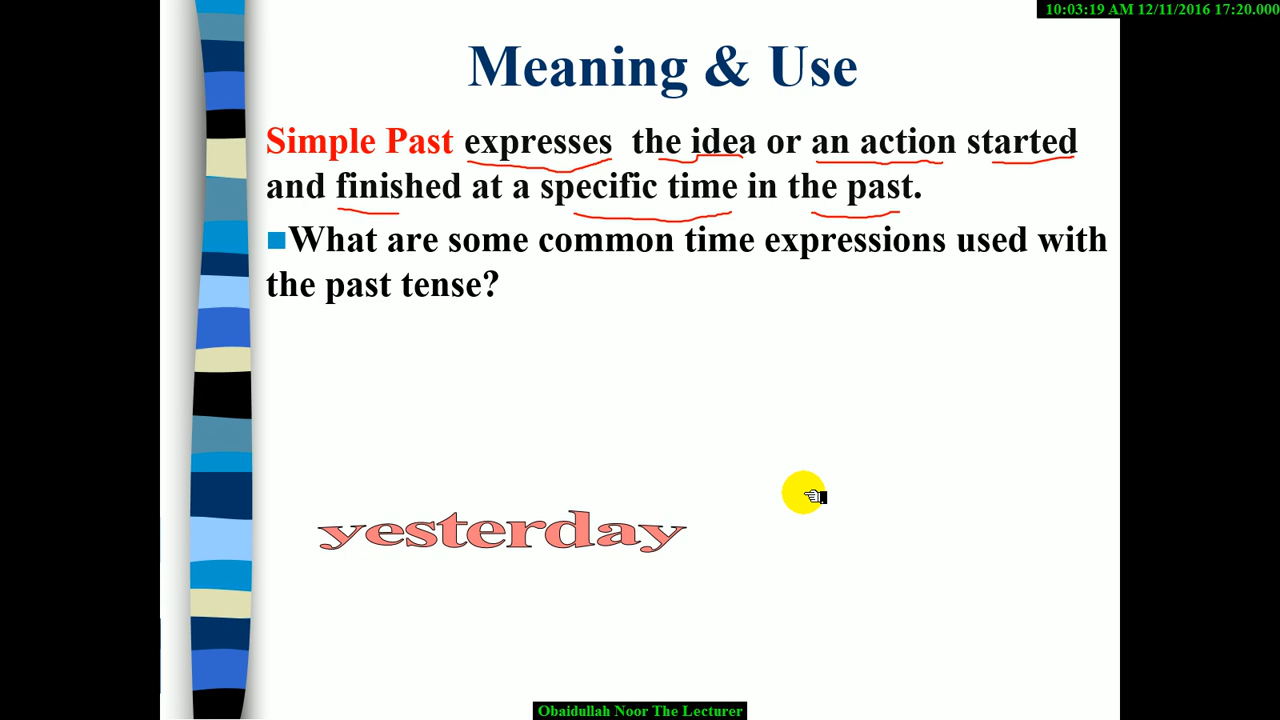 10:03:19 AM 12/11/2016 17:20.000
Meaning & Use
Simple Past expresses the idea or an action started
and finished at a specific time in the past.
What are some common time expressions used with
the past tense?
yesterday
Obaidullah Noor The Lecturer